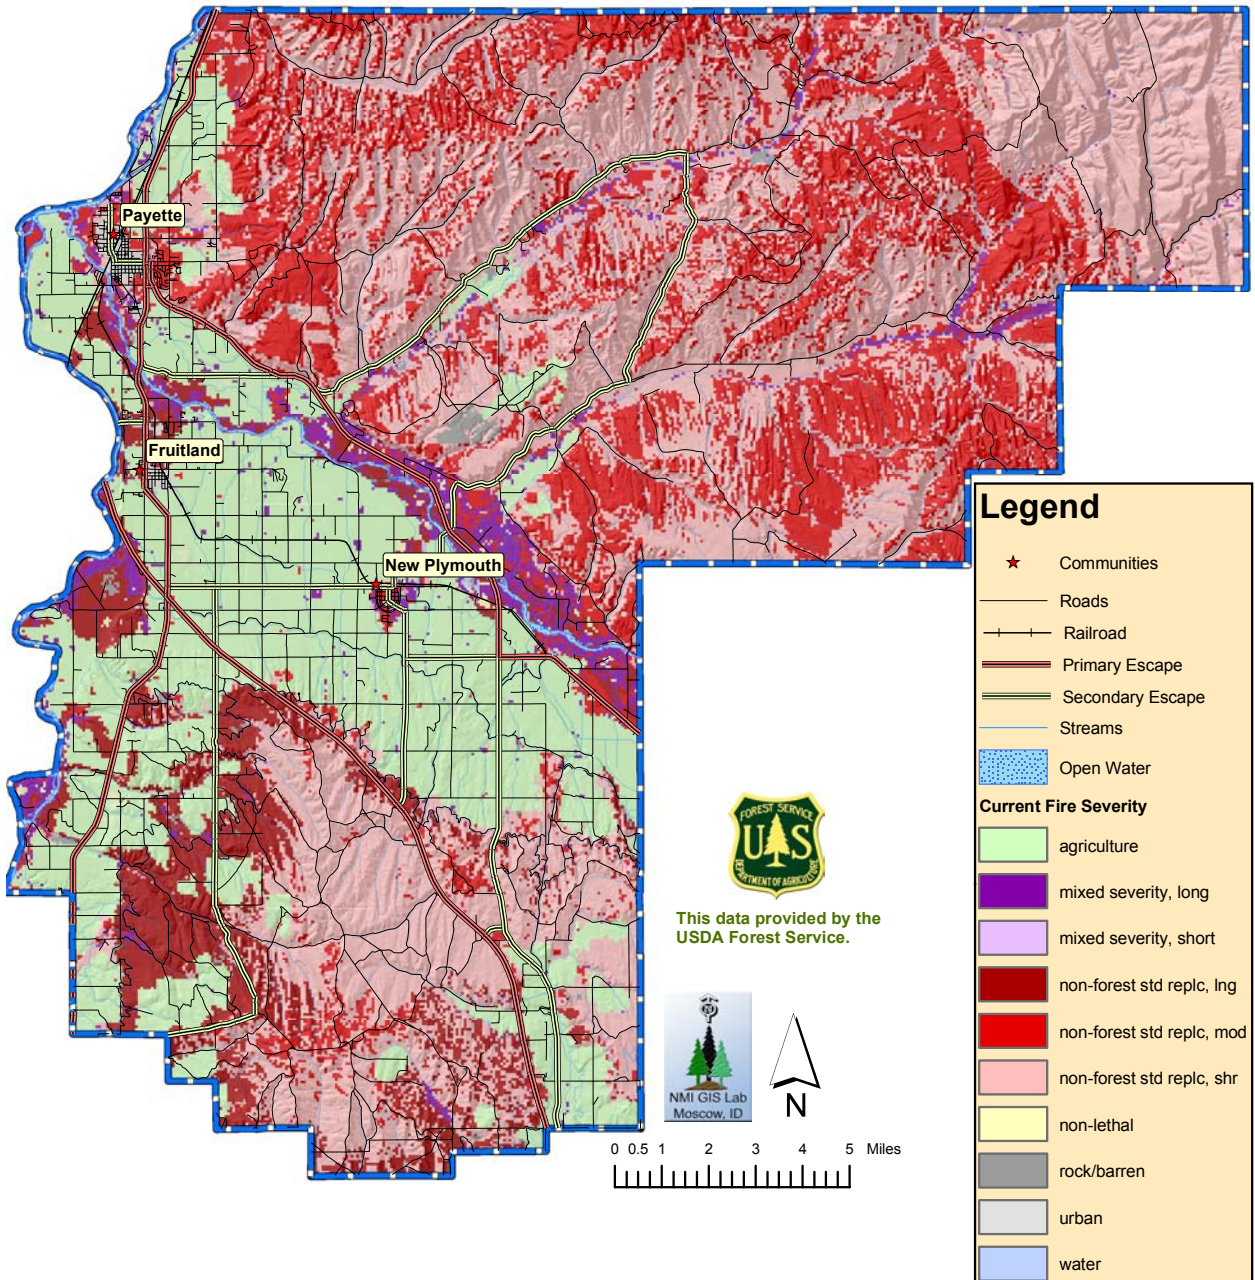 Payette
Fruitland
New Plymouth
Legend
Communities
Roads
Railroad
Primary Escape
Secondary Escape
Streams
Open Water
Current Fire Severity
agriculture
mixed severity, long
mixed severity, short
non-forest std replc, lng
non-forest std replc, mod
non-forest std replc, shr
non-lethal
rock/barren
urban
water
FOREST SERVICE
U S
DEPARTMENT OF AGRICULTURE
This data provided by the
USDA Forest Service.
NMI GIS Lab
Moscow, ID
N
0 0.5 1 2 3 4 5 Miles